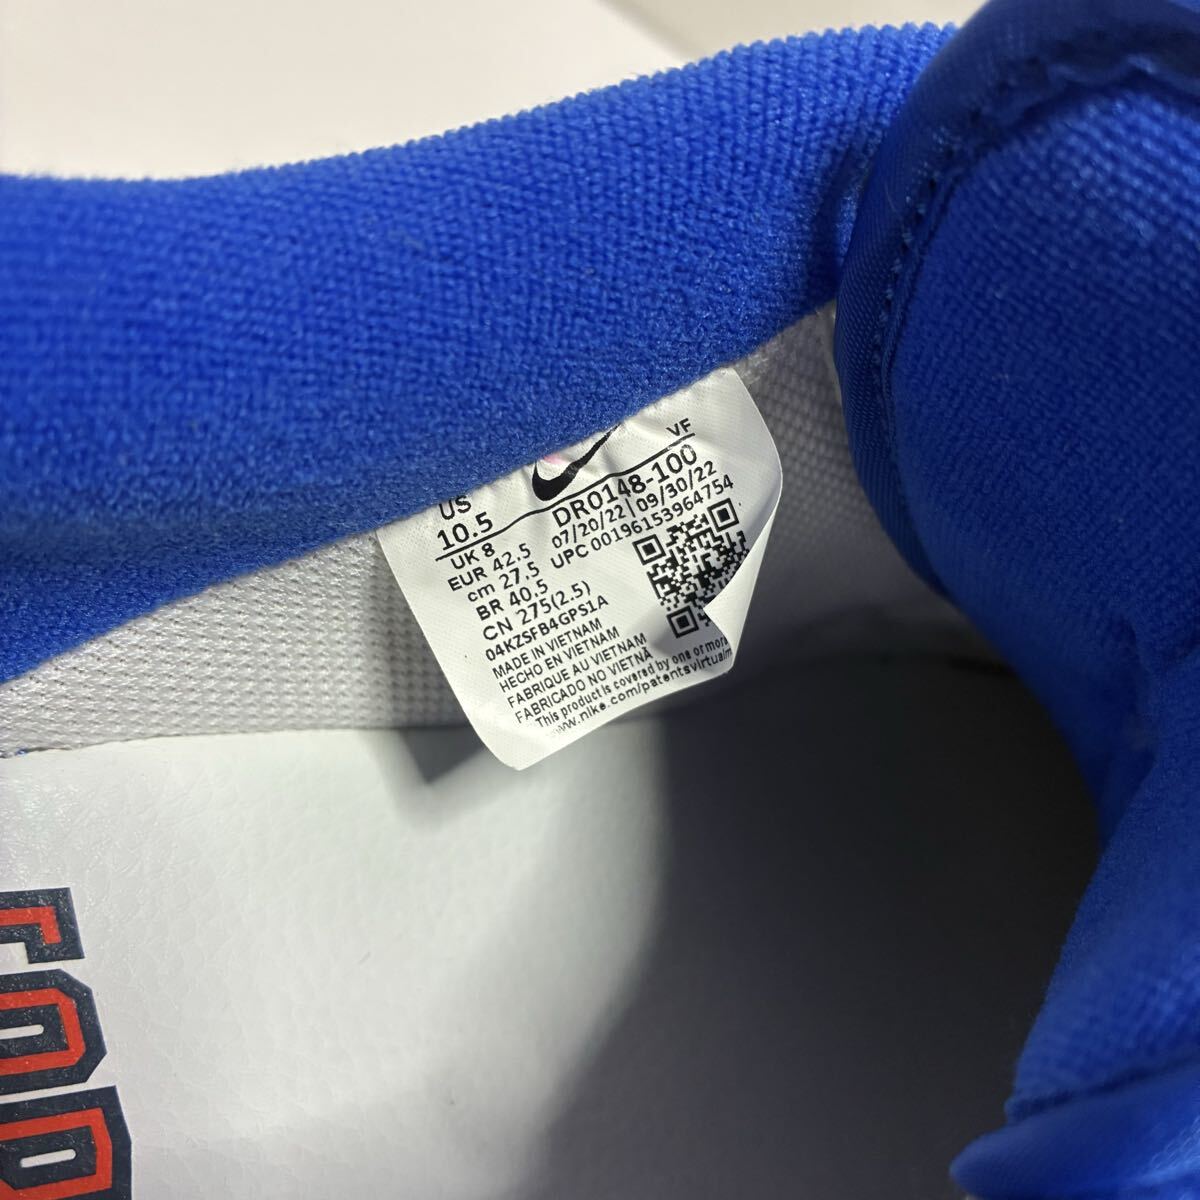 US
10.5
UK 8
EUR 42.5
cm 27.5
BR 40.5
CN 275(2.5)
04KZSFB4GPS1A
MADE IN VIETNAM
HECHO EN VIETNAM
FABRIQUE AU VIETNAM
FABRICADO NO VIETNÃ
This product is covered by one or more
www.nike.com/patentsvirtualm
VF
DR0148-100
07/20/22|09/30/22
UPC 00196153964754